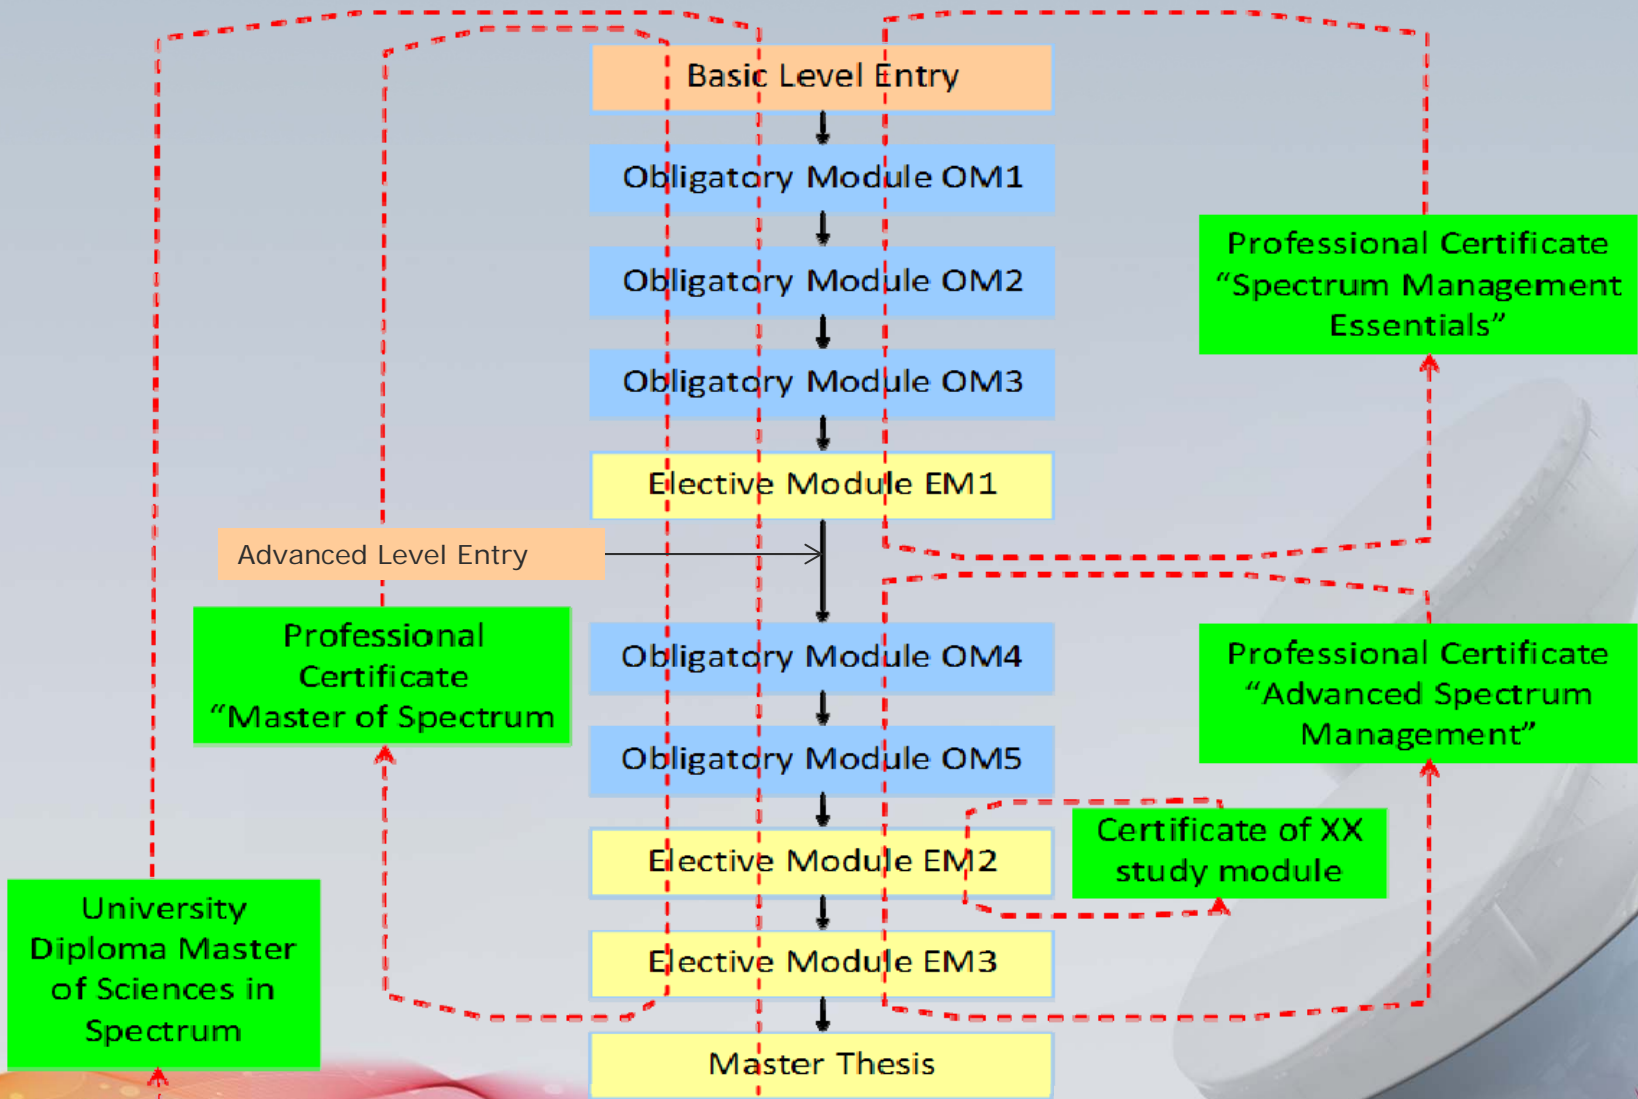 Basic Level Entry
Obligatory Module OM1
Obligatory Module OM2
Obligatory Module OM3
Elective Module EM1
Advanced Level Entry
Obligatory Module OM4
Obligatory Module OM5
Elective Module EM2
Elective Module EM3
Master Thesis
Professional Certificate
“Spectrum Management
Essentials”
Professional
Certificate
“Master of Spectrum
Professional Certificate
“Advanced Spectrum
Management”
Certificate of XX
study module
University
Diploma Master
of Sciences in
Spectrum